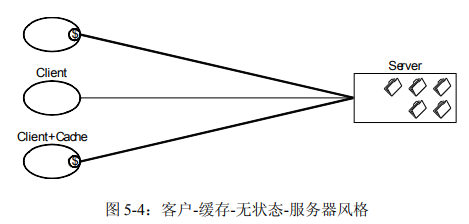 $
Client
Server
Client+Cache
$
图 5-4：客户-缓存-无状态-服务器风格